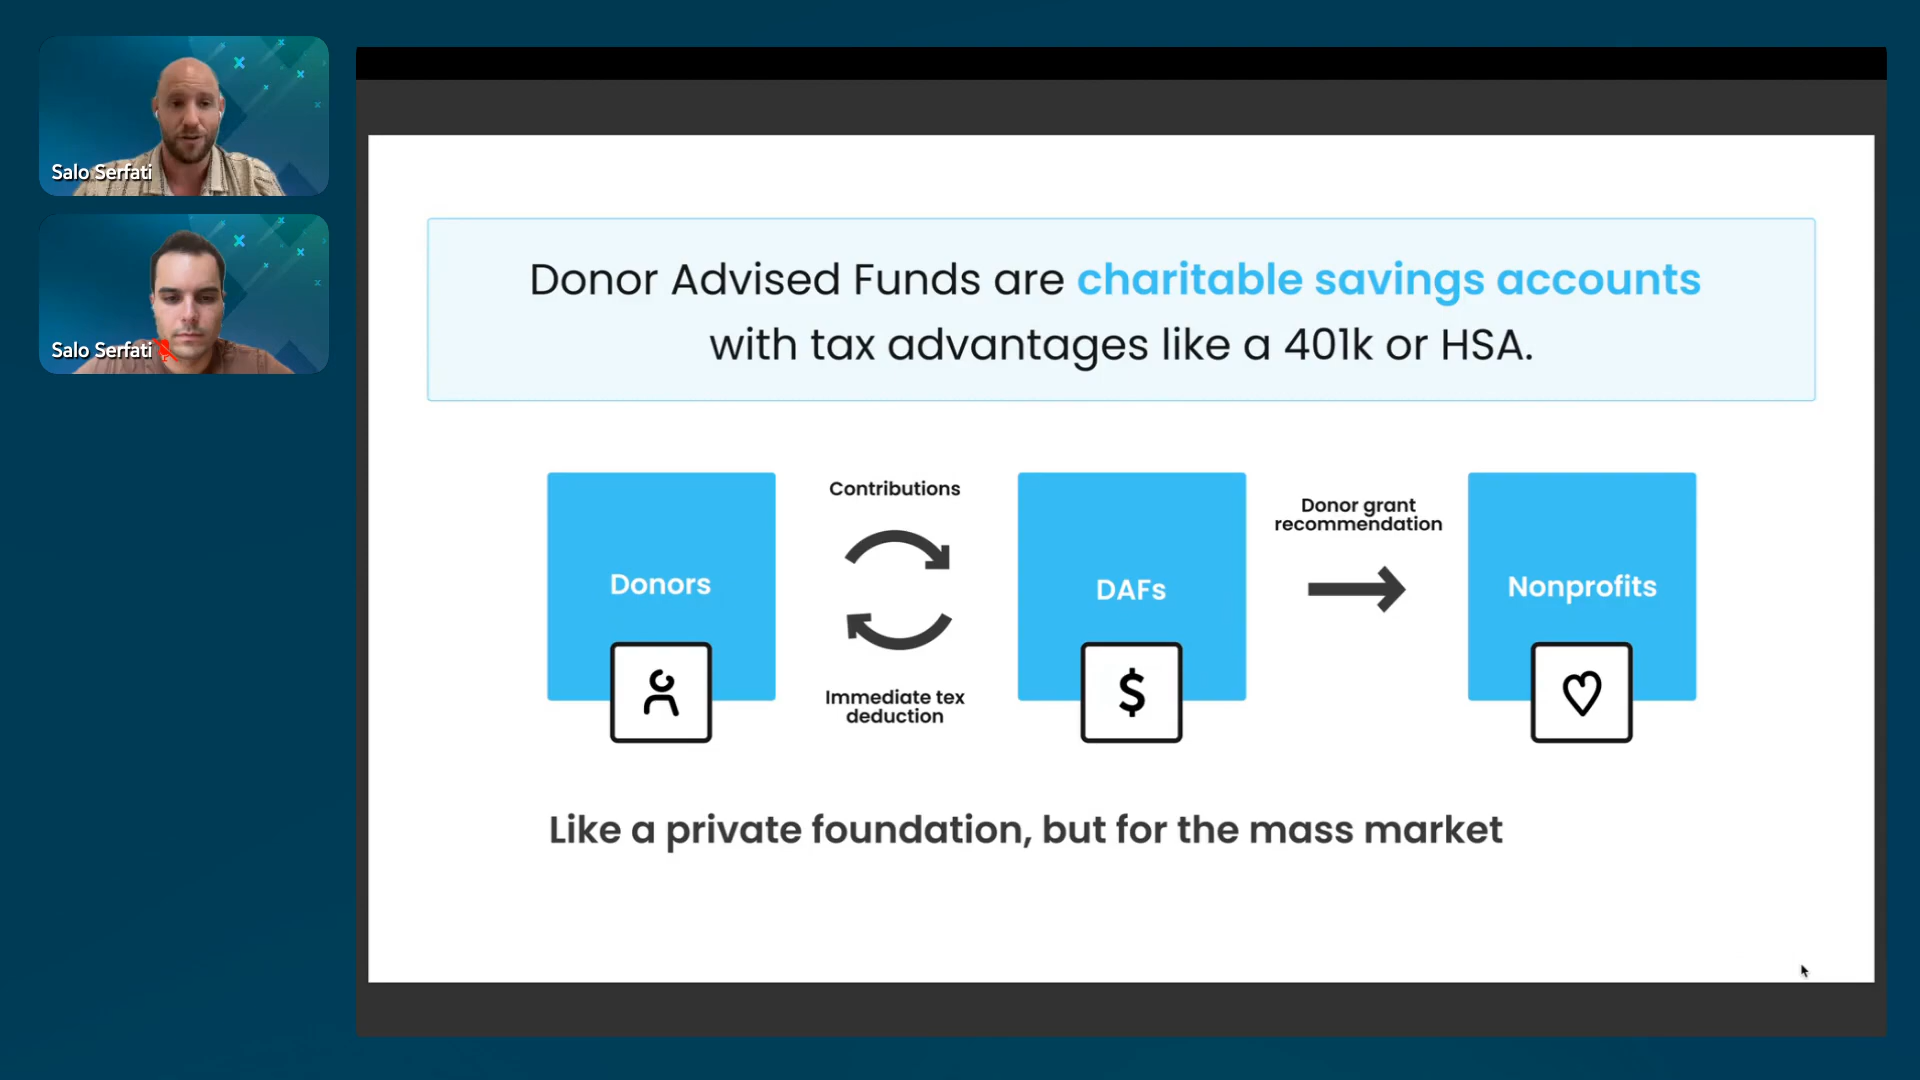 Salo Serfati
Salo Serfati
Donor Advised Funds are charitable savings accounts
with tax advantages like a 401k or HSA.
Donors
Contributions
Immediate tex
deduction
DAFs
$
Donor grant
recommendation
Nonprofits
Like a private foundation, but for the mass market